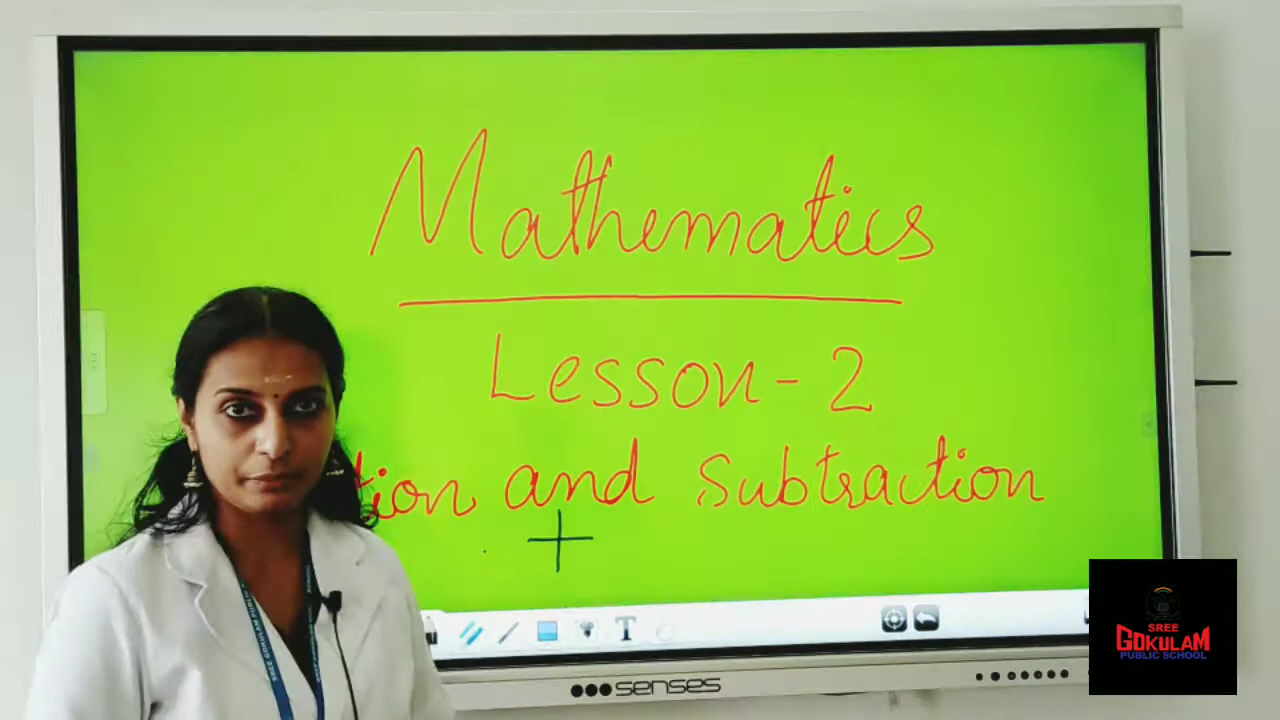 Mathematics
Lesson - 2
tion and subtraction
+
T
senses
SREE
GOKULAM
PUBLIC SCHOOL